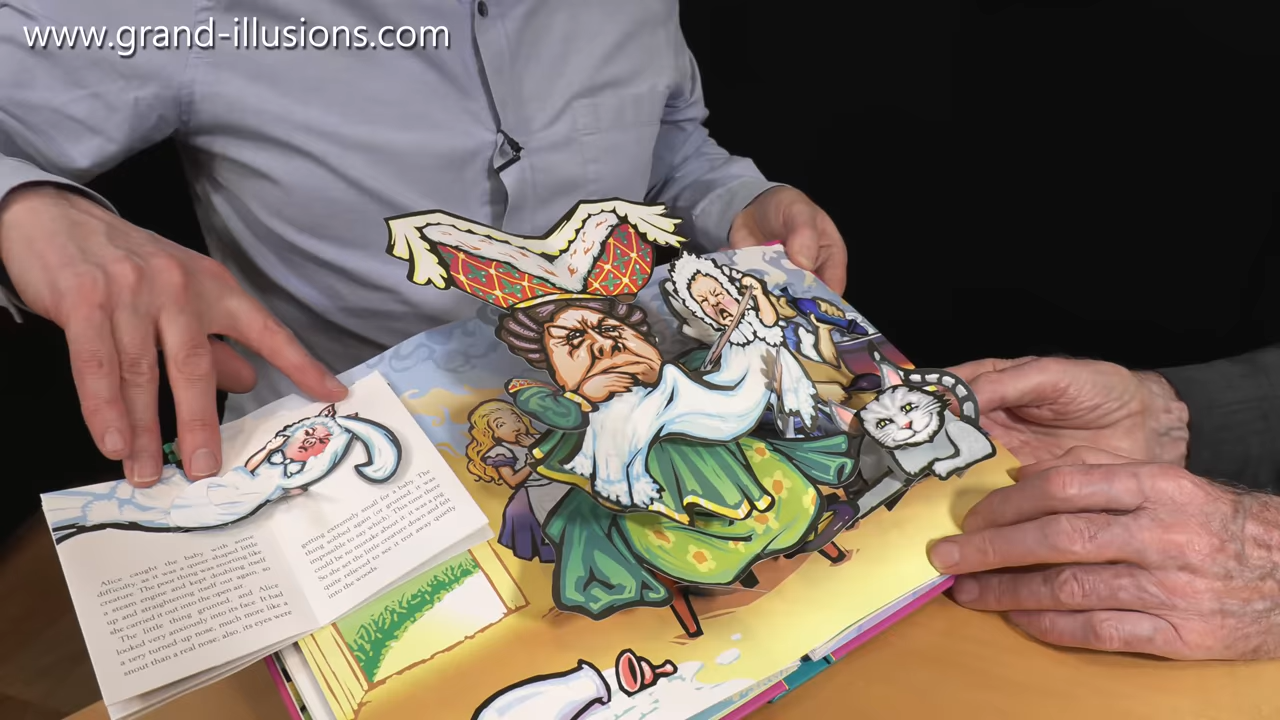 www.grand-illusions.com
Alice caught the baby with some
difficulty, as it was a queer shaped little
creature. The poor thing was snorting like
a steam engine and kept doubling itself
up and straightening itself out again, so
she carried it out into the open air.
The little thing grunted, and Alice
looked very anxiously into its face. It had
a very turned up nose, much more like a
snout than a real nose; also, its eyes were
getting extremely small for a baby. The
thing sobbed again (or grunted, it was
impossible to say which). This time there
could be no mistake about it: it was a pig
So she set the little creature down and felt
quite relieved to see it trot away quietly
into the woods.